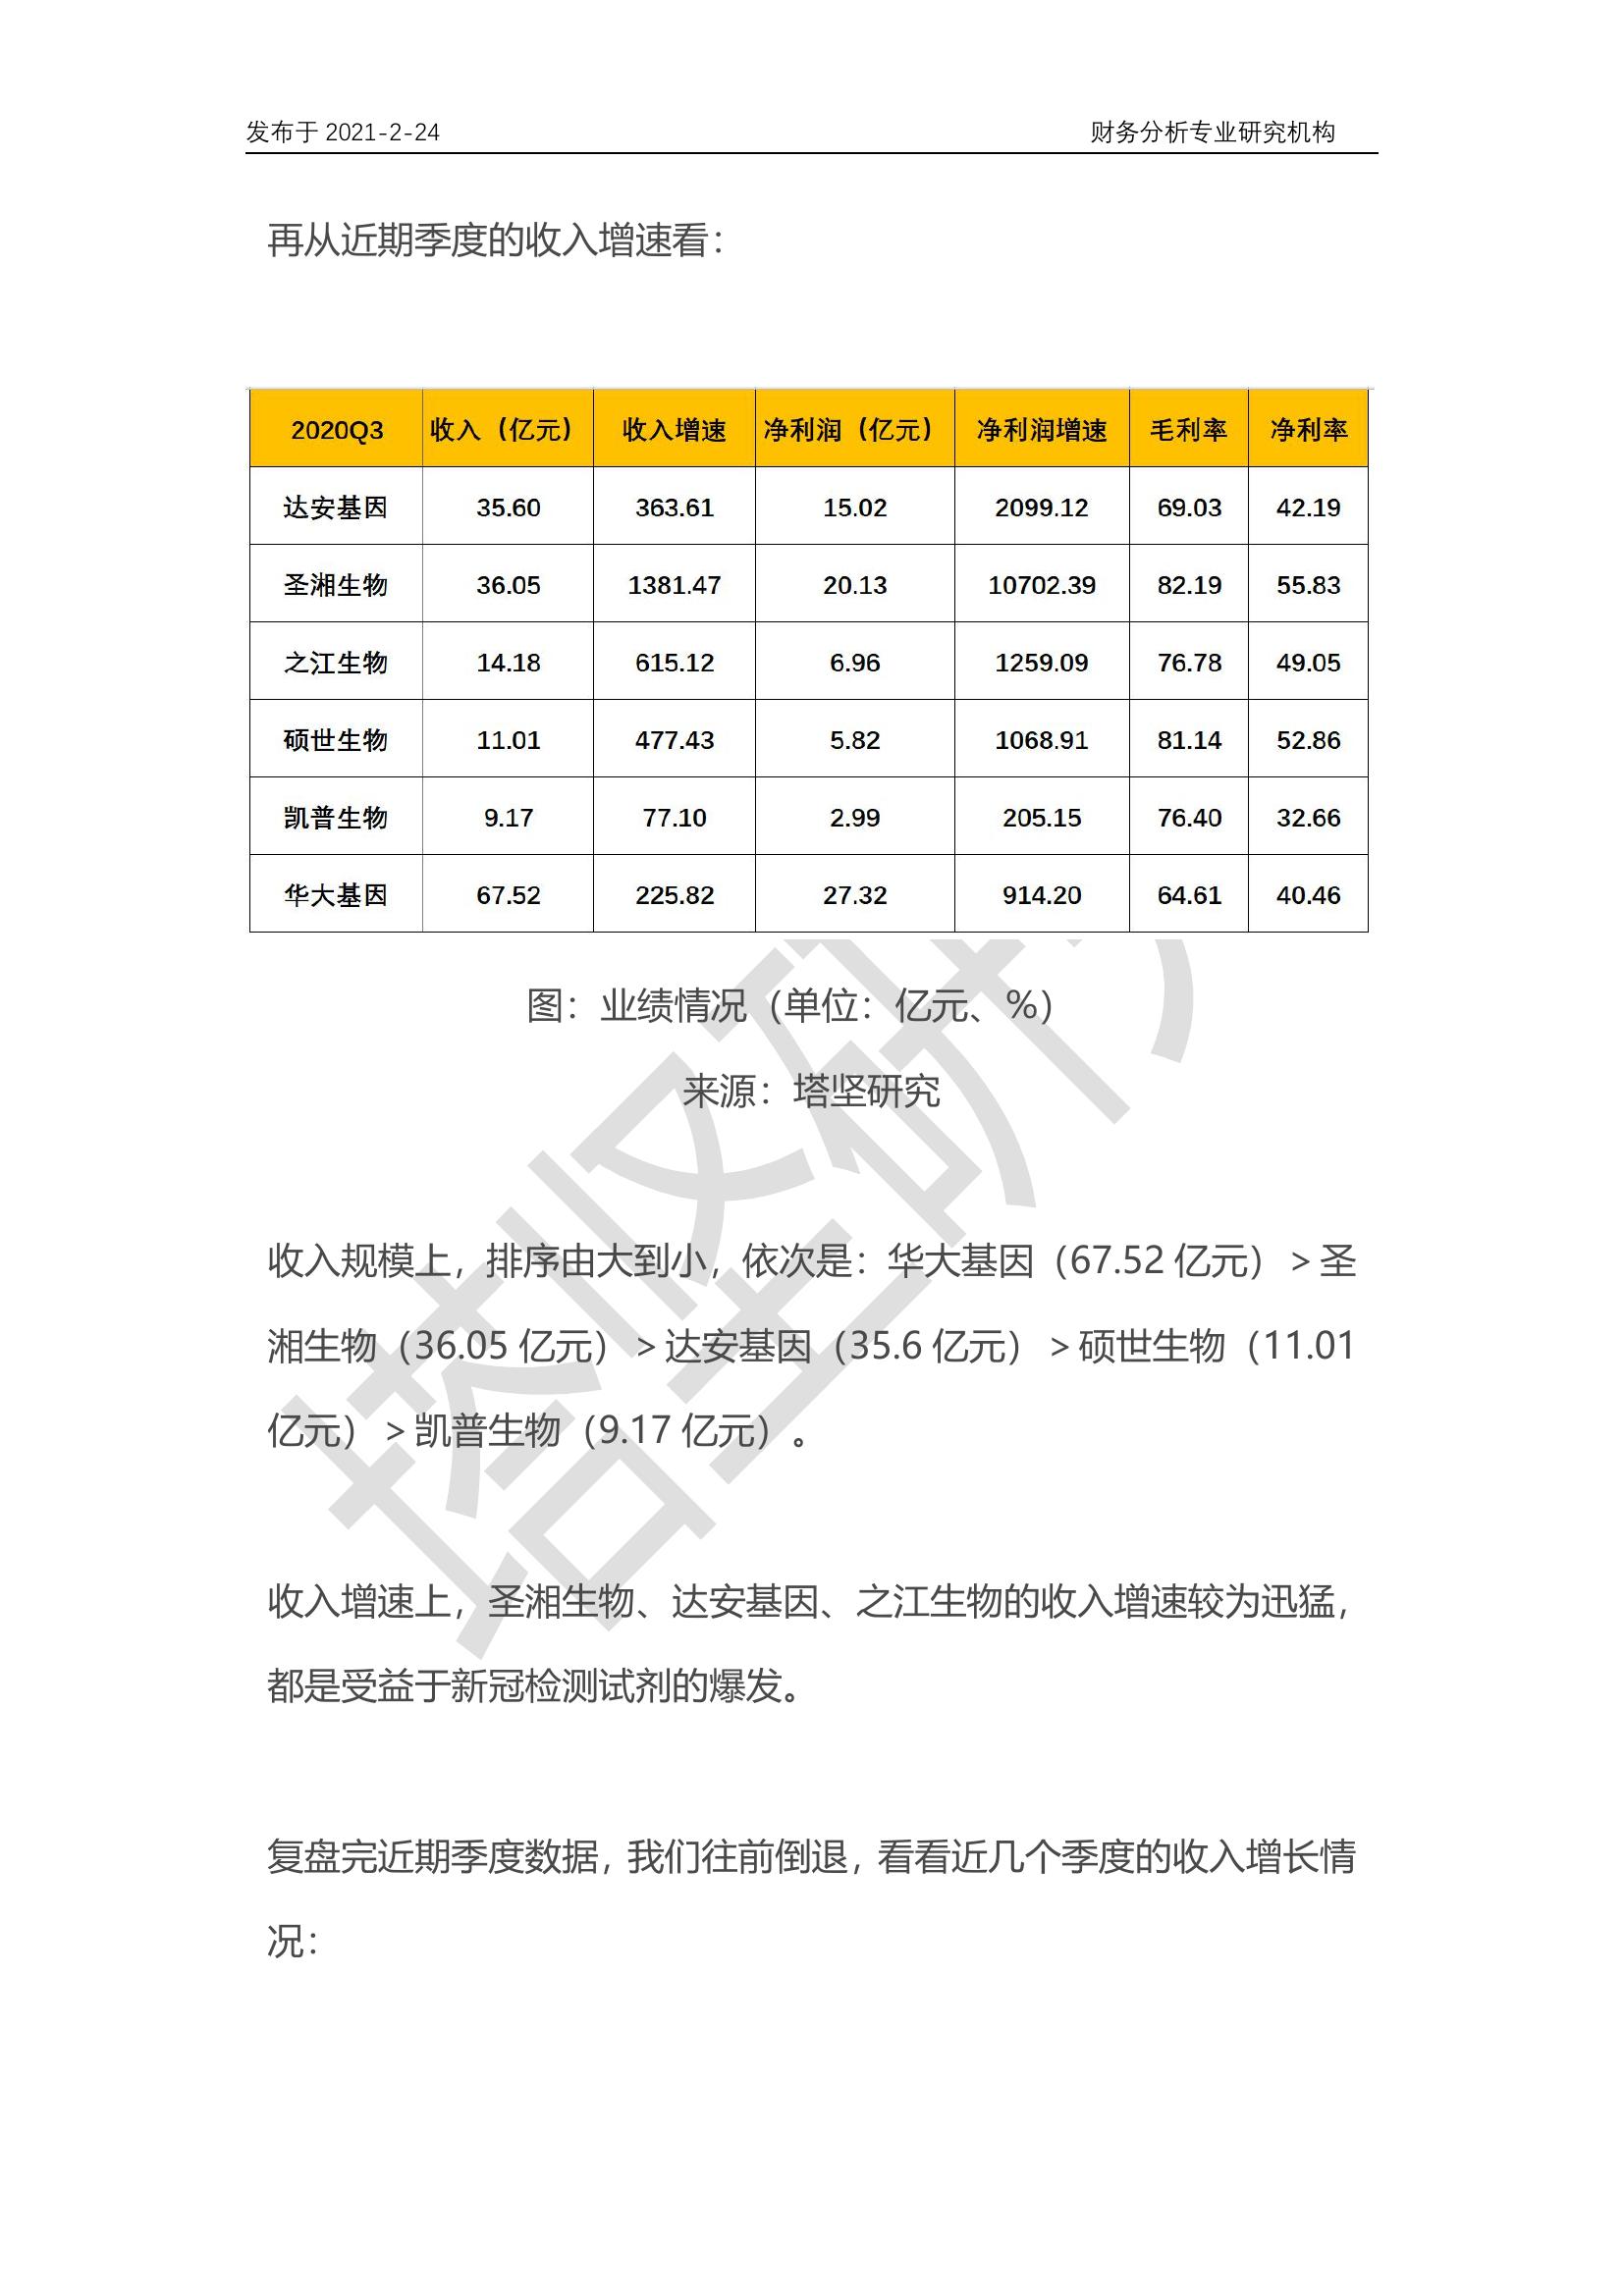 发布于 2021-2-24 财务分析专业研究机构
再从近期季度的收入增速看：
2020Q3 收入（亿元） 收入增速 净利润（亿元） 净利润增速 毛利率 净利率
达安基因 35.60 363.61 15.02 2099.12 69.03 42.19
圣湘生物 36.05 1381.47 20.13 10702.39 82.19 55.83
之江生物 14.18 615.12 6.96 1259.09 76.78 49.05
硕世生物 11.01 477.43 5.82 1068.91 81.14 52.86
凯普生物 9.17 77.10 2.99 205.15 76.40 32.66
华大基因 67.52 225.82 27.32 914.20 64.61 40.46
图：业绩情况（单位：亿元、%）
来源：塔坚研究
收入规模上，排序由大到小，依次是：华大基因（67.52 亿元）＞圣
湘生物（36.05 亿元）＞达安基因（35.6 亿元）＞硕世生物（11.01
亿元）＞凯普生物（9.17 亿元）。
收入增速上，圣湘生物、达安基因、之江生物的收入增速较为迅猛，
都是受益于新冠检测试剂的爆发。
复盘完近期季度数据，我们往前倒退，看看近几个季度的收入增长情
况：
塔坚研